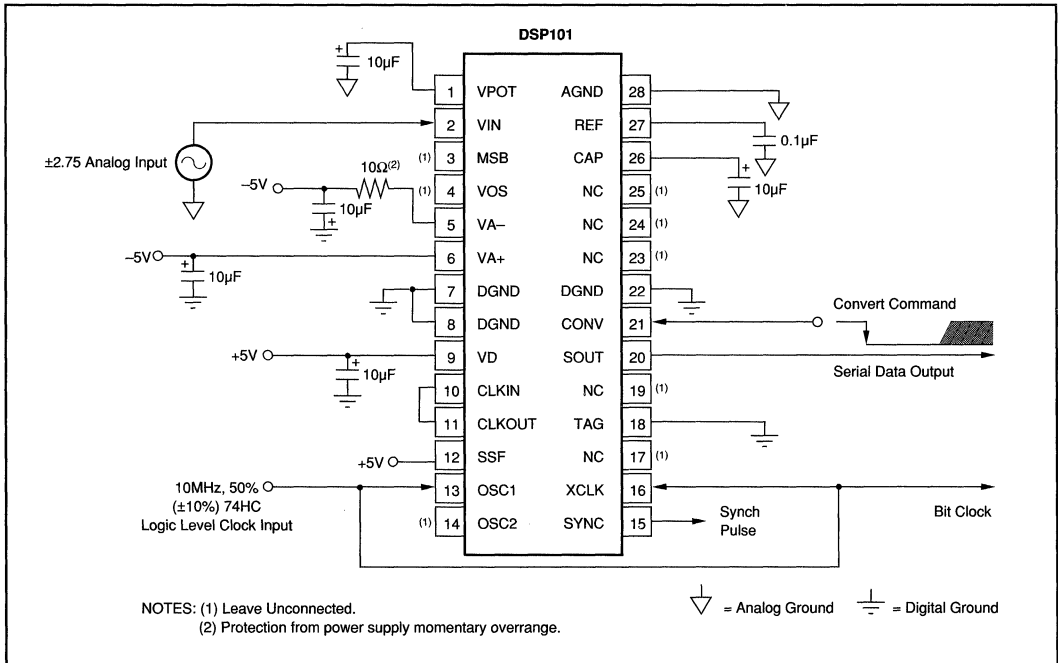 DSP101
+ 10μF
1 VPOT AGND 28
2 VIN REF 27
0.1μF
±2.75 Analog Input
(1) 3 MSB CAP 26
10Ω(2)
–5V
(1) 4 VOS NC 25 (1)
+ 10μF
10μF +
5 VA– NC 24 (1)
–5V
6 VA+ NC 23 (1)
+ 10μF
7 DGND DGND 22
Convert Command
8 DGND CONV 21
+5V
9 VD SOUT 20
Serial Data Output
+ 10μF
10 CLKIN NC 19 (1)
11 CLKOUT TAG 18
+5V
12 SSF NC 17 (1)
10MHz, 50%
(±10%) 74HC
Logic Level Clock Input
13 OSC1 XCLK 16
Bit Clock
(1) 14 OSC2 SYNC 15
Synch
Pulse
NOTES: (1) Leave Unconnected.
(2) Protection from power supply momentary overrange.
= Analog Ground = Digital Ground